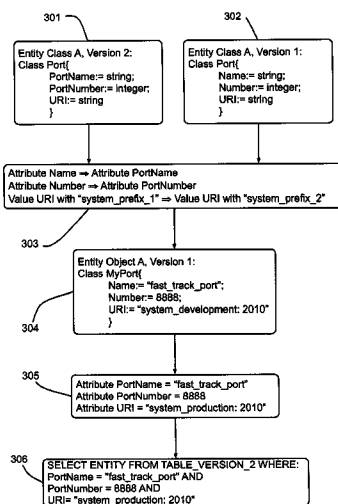 301
302
Entity Class A, Version 2:
Class Port{
PortName:= string;
PortNumber:= integer;
URI:= string
}
Entity Class A, Version 1:
Class Port{
Name:= string;
Number:= integer;
URI:= string
}
Attribute Name ⇒ Attribute PortName
Attribute Number ⇒ Attribute PortNumber
Value URI with "system_prefix_1" ⇒ Value URI with "system_prefix_2"
303
Entity Object A, Version 1:
Class MyPort{
Name:= "fast_track_port";
Number:= 8888;
URI:= "system_development: 2010"
}
304
305
Attribute PortName = "fast_track_port"
Attribute PortNumber = 8888
Attribute URI = "system_production: 2010"
306
SELECT ENTITY FROM TABLE_VERSION_2 WHERE:
PortName = "fast_track_port" AND
PortNumber = 8888 AND
URI= "system_production: 2010"